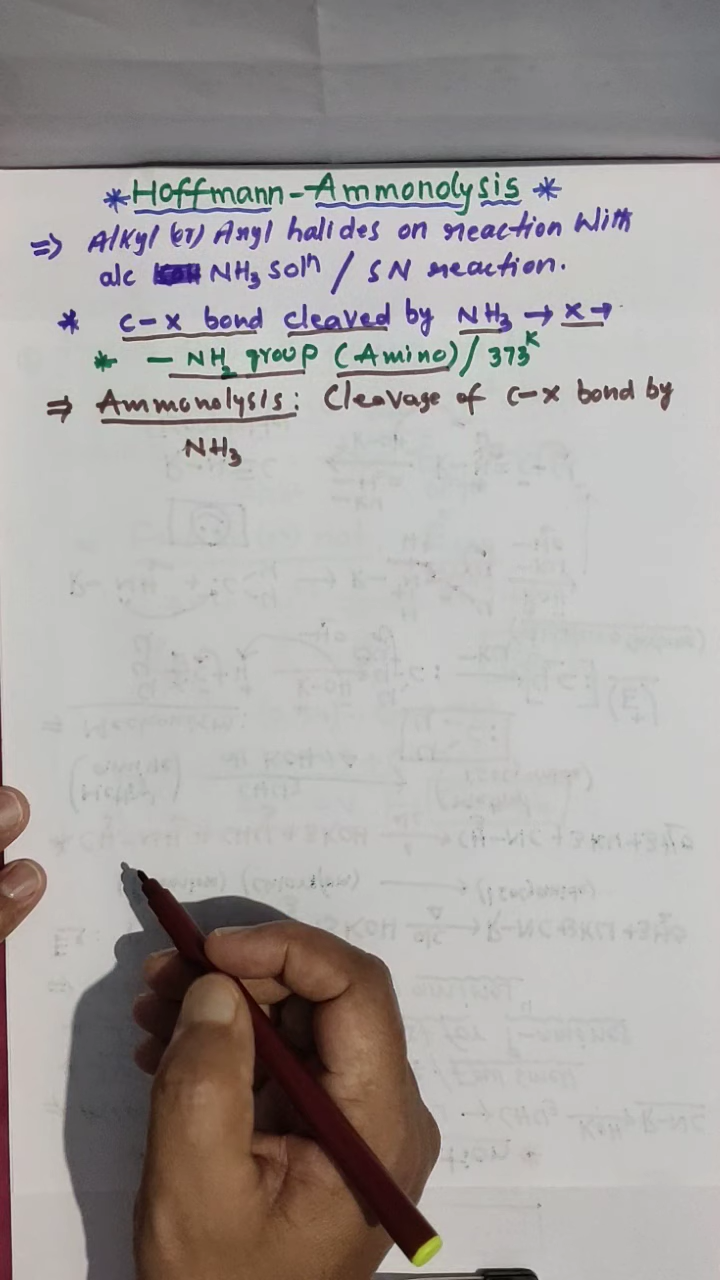 * Hoffmann-Ammonolysis *
⇒ Alkyl (or) Aryl halides on reaction with
alc NH₃ solⁿ / SN reaction.
* C-X bond cleaved by NH₃ → X →
* - NH₂ group (Amino) / 373K
⇒ Ammonolysis: Cleavage of C-X bond by
NH₃